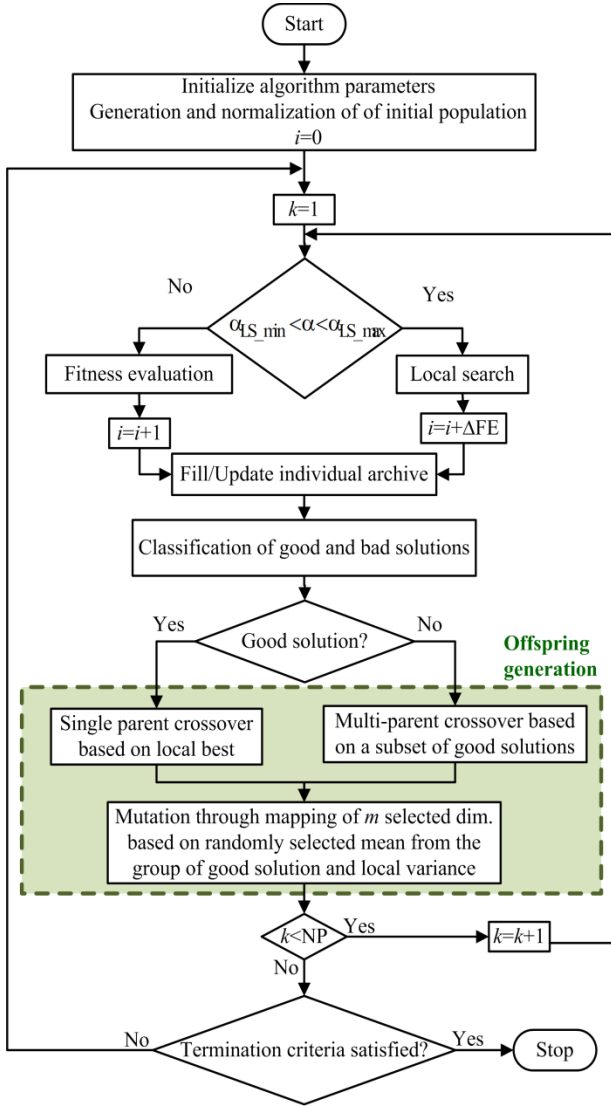 Start
Initialize algorithm parameters
Generation and normalization of of initial population
i=0
k=1
No
Yes
αLS_min <α<αLS_max
Fitness evaluation
Local search
i=i+1
i=i+ΔFE
Fill/Update individual archive
Classification of good and bad solutions
Yes
Good solution?
No
Offspring
generation
Single parent crossover
based on local best
Multi-parent crossover based
on a subset of good solutions
Mutation through mapping of m selected dim.
based on randomly selected mean from the
group of good solution and local variance
k<NP
Yes
k=k+1
No
No
Termination criteria satisfied?
Yes
Stop